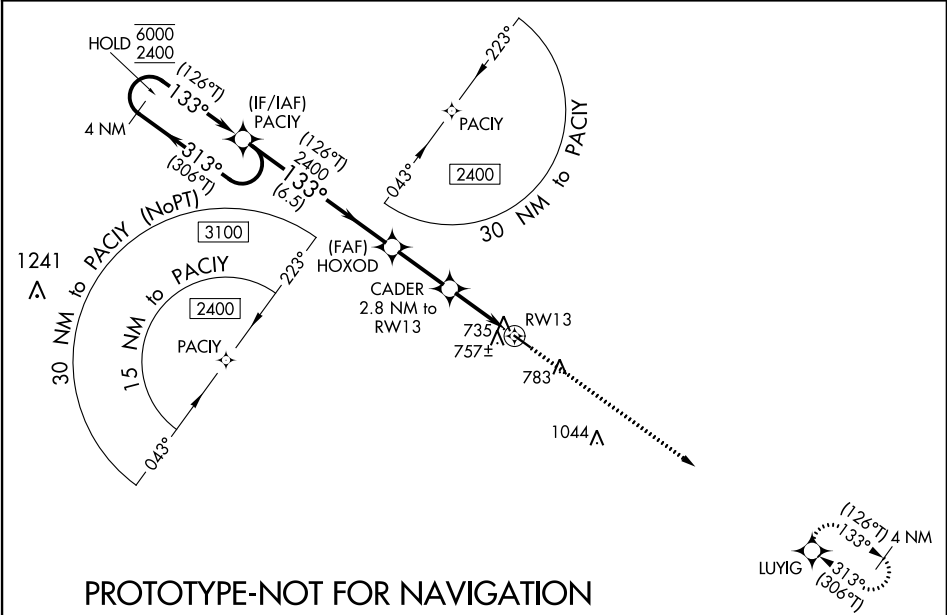 HOLD 6000
2400
(126°T)
133°
4 NM
313°
(306°T)
(IF/IAF)
PACIY
(126°T)
2400
133°
(6.5)
223°
PACIY
2400
043°
30 NM to PACIY
1241
30 NM to PACIY (NoPT)
3100
15 NM to PACIY
2400
223°
PACIY
043°
(FAF)
HOXOD
CADER
2.8 NM to
RW13
735
757±
RW13
783
1044
(126°T)
133°
4 NM
LUYIG
313°
(306°T)
PROTOTYPE-NOT FOR NAVIGATION